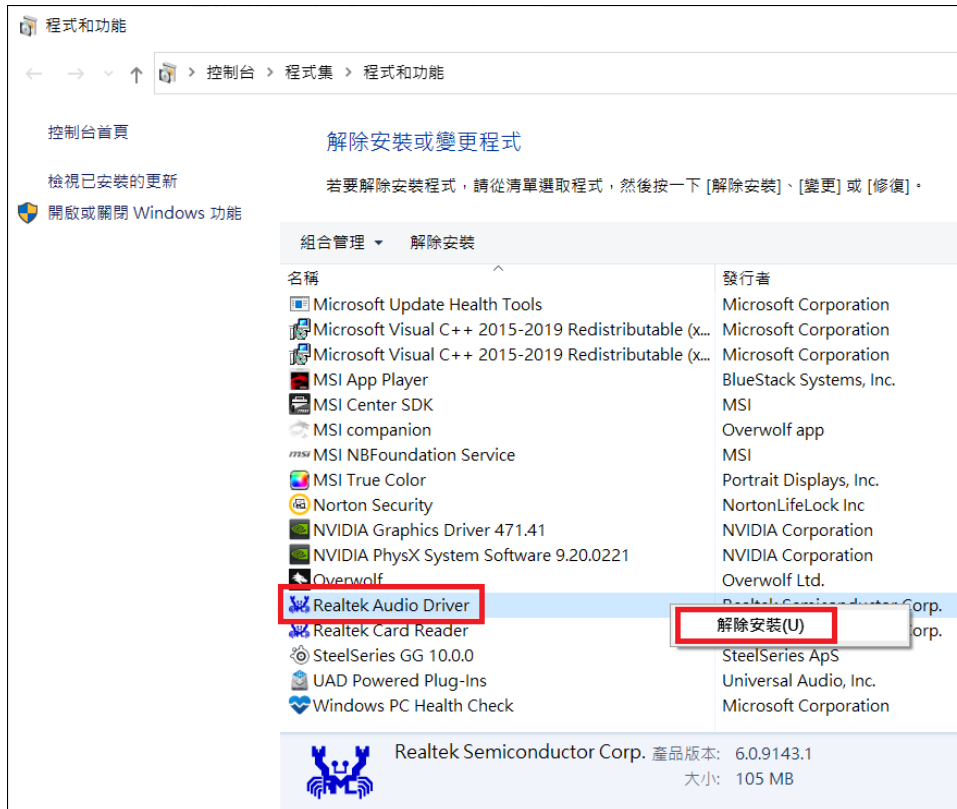 程式和功能
控制台 > 程式集 > 程式和功能
控制台首頁
檢視已安裝的更新
開啟或關閉 Windows 功能
解除安裝或變更程式
若要解除安裝程式，請從清單選取程式，然後按一下 [解除安裝]、[變更] 或 [修復]。
組合管理 解除安裝
名稱 發行者
Microsoft Update Health Tools Microsoft Corporation
Microsoft Visual C++ 2015-2019 Redistributable (x... Microsoft Corporation
Microsoft Visual C++ 2015-2019 Redistributable (x... Microsoft Corporation
MSI App Player BlueStack Systems, Inc.
MSI Center SDK MSI
MSI companion Overwolf app
msi MSI NBFoundation Service MSI
MSI True Color Portrait Displays, Inc.
Norton Security NortonLifeLock Inc
NVIDIA Graphics Driver 471.41 NVIDIA Corporation
NVIDIA PhysX System Software 9.20.0221 NVIDIA Corporation
Overwolf Overwolf Ltd.
Realtek Audio Driver Realtek Semiconductor Corp.
解除安裝(U)
Realtek Card Reader orp.
SteelSeries GG 10.0.0 SteelSeries ApS
UAD Powered Plug-Ins Universal Audio, Inc.
Windows PC Health Check Microsoft Corporation
Realtek Semiconductor Corp. 產品版本: 6.0.9143.1
大小: 105 MB